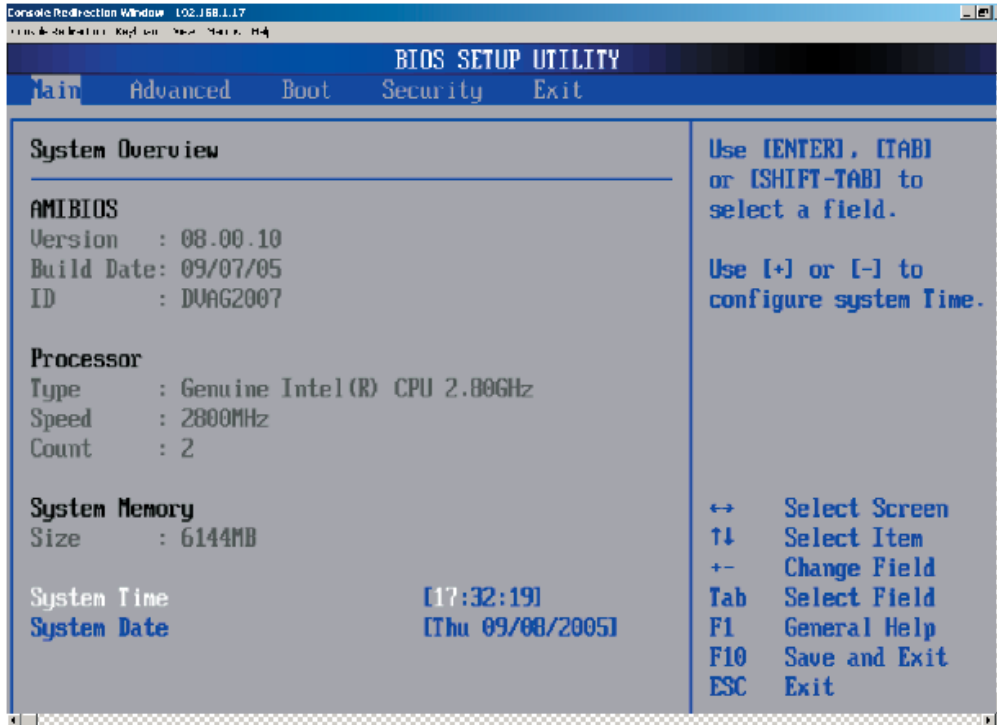 Console Redirection Window 192.168.1.17
BIOS SETUP UTILITY
Main Advanced Boot Security Exit
System Overview
AMIBIOS
Version : 08.00.10
Build Date: 09/07/05
ID : DVAG2007
Processor
Type : Genuine Intel(R) CPU 2.80GHz
Speed : 2800MHz
Count : 2
System Memory
Size : 6144MB
System Time [17:32:19]
System Date [Thu 09/08/2005]
Use [ENTER], [TAB]
or [SHIFT-TAB] to
select a field.
Use [+] or [-] to
configure system Time.
↔ Select Screen
↑↓ Select Item
+- Change Field
Tab Select Field
F1 General Help
F10 Save and Exit
ESC Exit